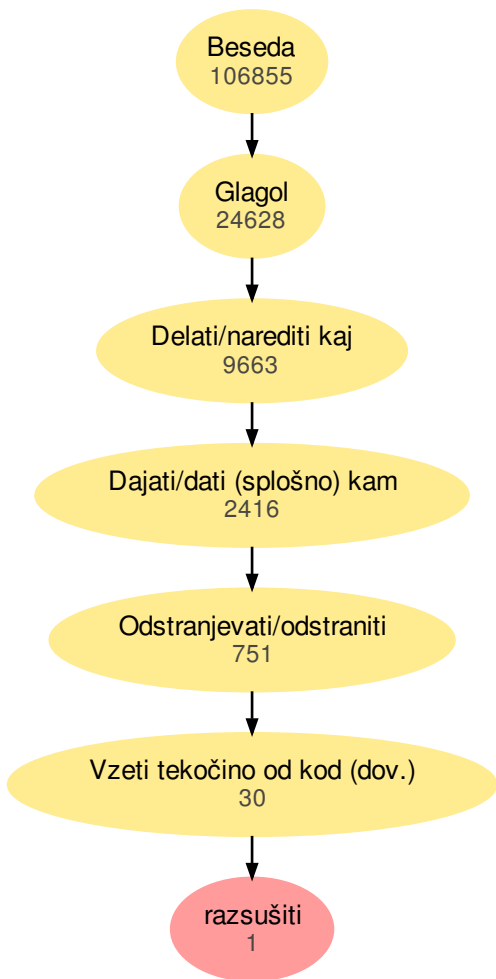 Beseda
106855
Glagol
24628
Delati/narediti kaj
9663
Dajati/dati (splošno) kam
2416
Odstranjevati/odstraniti
751
Vzeti tekočino od kod (dov.)
30
razsušiti
1